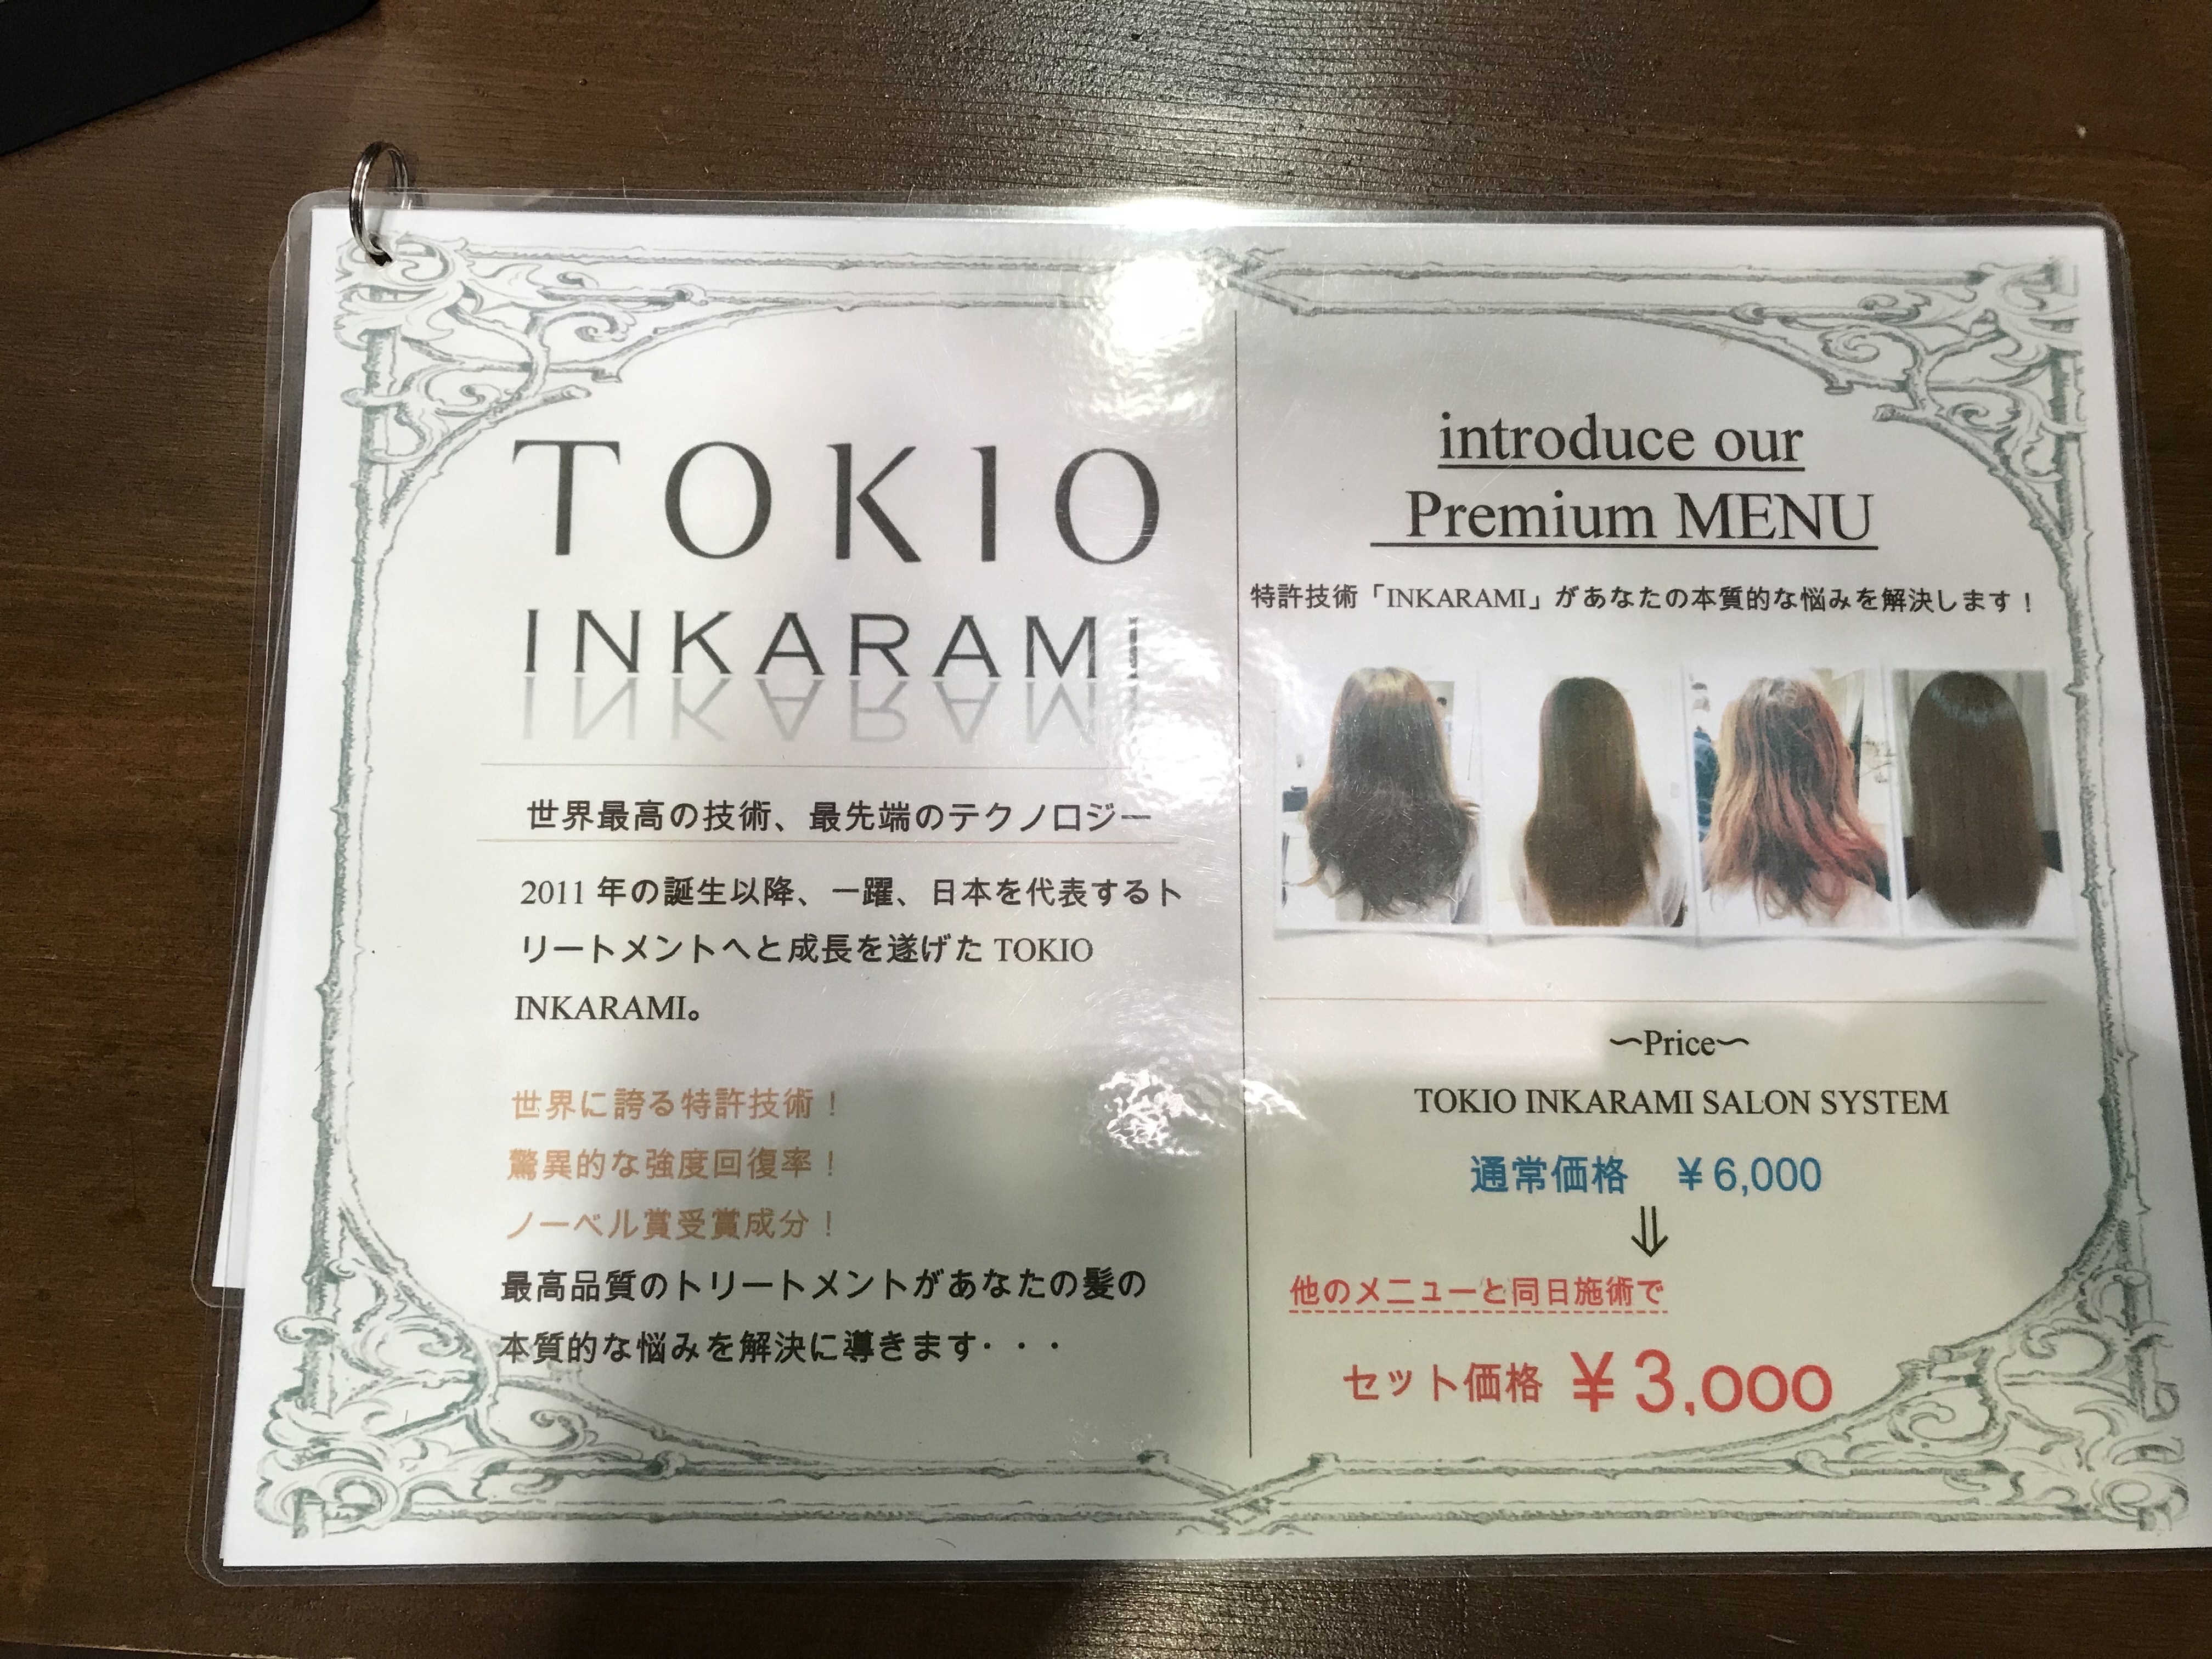 TOKIO
INKARAMI
世界最高の技術、最先端のテクノロジー
2011 年の誕生以降、一躍、日本を代表するト
リートメントへと成長を遂げた TOKIO
INKARAMI。
世界に誇る特許技術！
驚異的な強度回復率！
ノーベル賞受賞成分！
最高品質のトリートメントがあなたの髪の
本質的な悩みを解決に導きます・・・
introduce our
Premium MENU
特許技術「INKARAMI」があなたの本質的な悩みを解決します！
〜Price〜
TOKIO INKARAMI SALON SYSTEM
通常価格　￥6,000
⇓
他のメニューと同日施術で
セット価格 ￥3,000